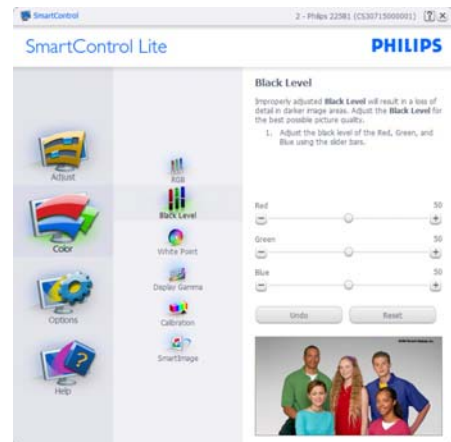 SmartControl
2 - Philips 225B1 (CS30715000001)
SmartControl Lite
PHILIPS
Adjust
Color
Options
Help
RGB
Black Level
White Point
Display Gamma
Calibration
SmartImage
Black Level
Improperly adjusted Black Level will result in a loss of
detail in darker image areas. Adjust the Black Level for
the best possible picture quality.
1. Adjust the black level of the Red, Green, and
Blue using the slider bars.
Red 50
Green 50
Blue 50
Undo Reset